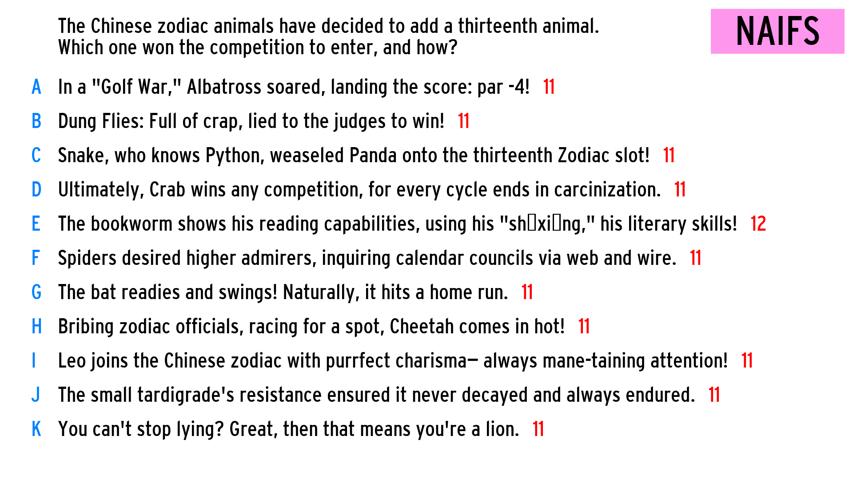 The Chinese zodiac animals have decided to add a thirteenth animal.
Which one won the competition to enter, and how?
NAIFS
A In a "Golf War," Albatross soared, landing the score: par -4! 11
B Dung Flies: Full of crap, lied to the judges to win! 11
C Snake, who knows Python, weaseled Panda onto the thirteenth Zodiac slot! 11
D Ultimately, Crab wins any competition, for every cycle ends in carcinization. 11
E The bookworm shows his reading capabilities, using his "sh▯xi▯ng," his literary skills! 12
F Spiders desired higher admirers, inquiring calendar councils via web and wire. 11
G The bat readies and swings! Naturally, it hits a home run. 11
H Bribing zodiac officials, racing for a spot, Cheetah comes in hot! 11
I Leo joins the Chinese zodiac with purrfect charisma— always mane-taining attention! 11
J The small tardigrade's resistance ensured it never decayed and always endured. 11
K You can't stop lying? Great, then that means you're a lion. 11